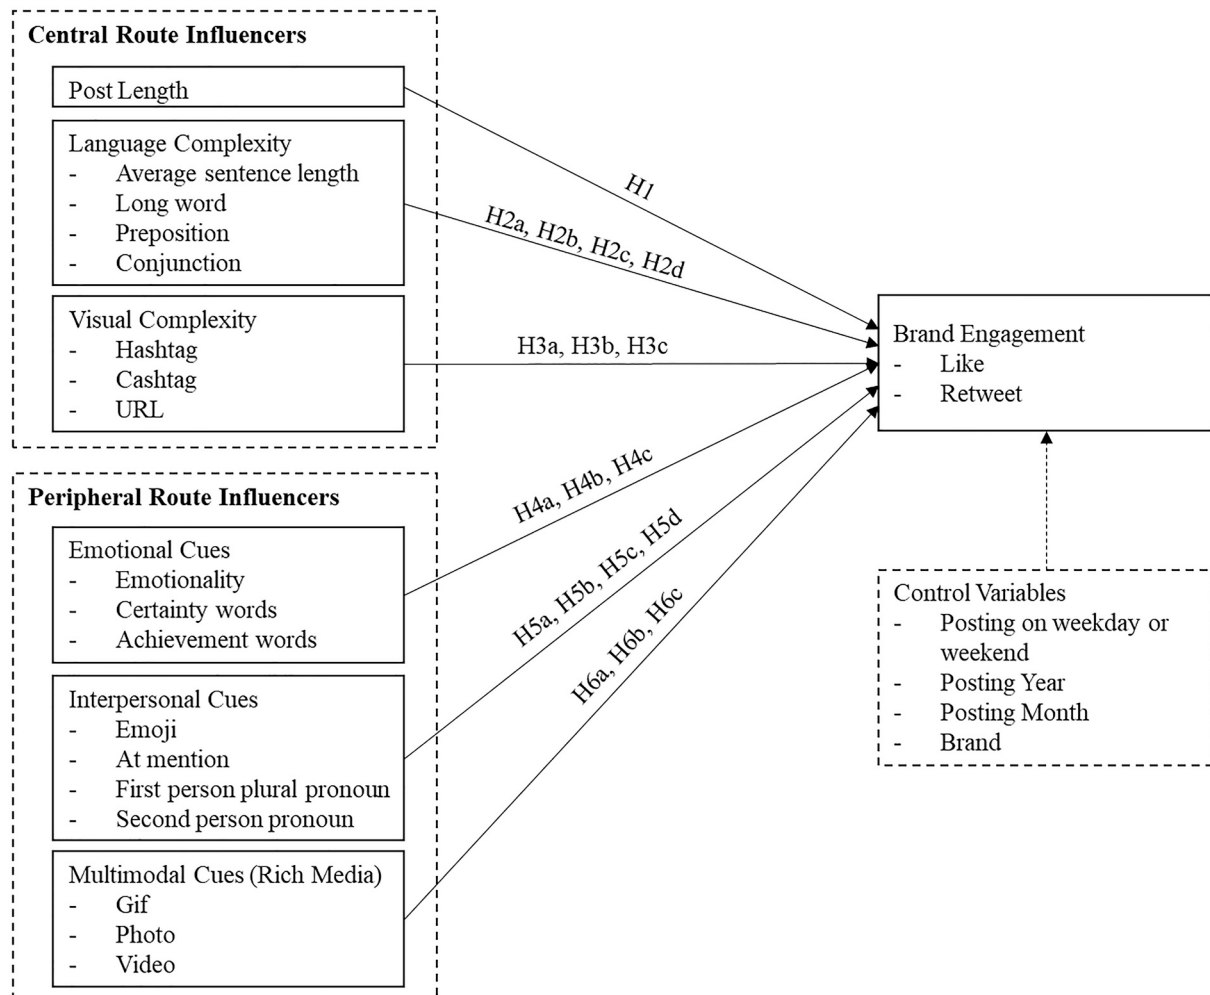 Central Route Influencers
Post Length
Language Complexity
- Average sentence length
- Long word
- Preposition
- Conjunction
Visual Complexity
- Hashtag
- Cashtag
- URL
H1
H2a, H2b, H2c, H2d
H3a, H3b, H3c
Brand Engagement
- Like
- Retweet
Peripheral Route Influencers
Emotional Cues
- Emotionality
- Certainty words
- Achievement words
Interpersonal Cues
- Emoji
- At mention
- First person plural pronoun
- Second person pronoun
Multimodal Cues (Rich Media)
- Gif
- Photo
- Video
H4a, H4b, H4c
H5a, H5b, H5c, H5d
H6a, H6b, H6c
Control Variables
- Posting on weekday or
weekend
- Posting Year
- Posting Month
- Brand